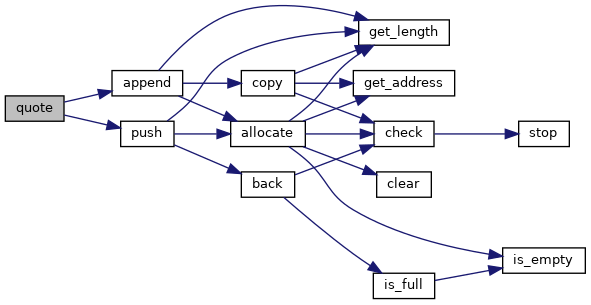 get_length
append
copy
get_address
quote
push
allocate
check
stop
back
clear
is_empty
is_full